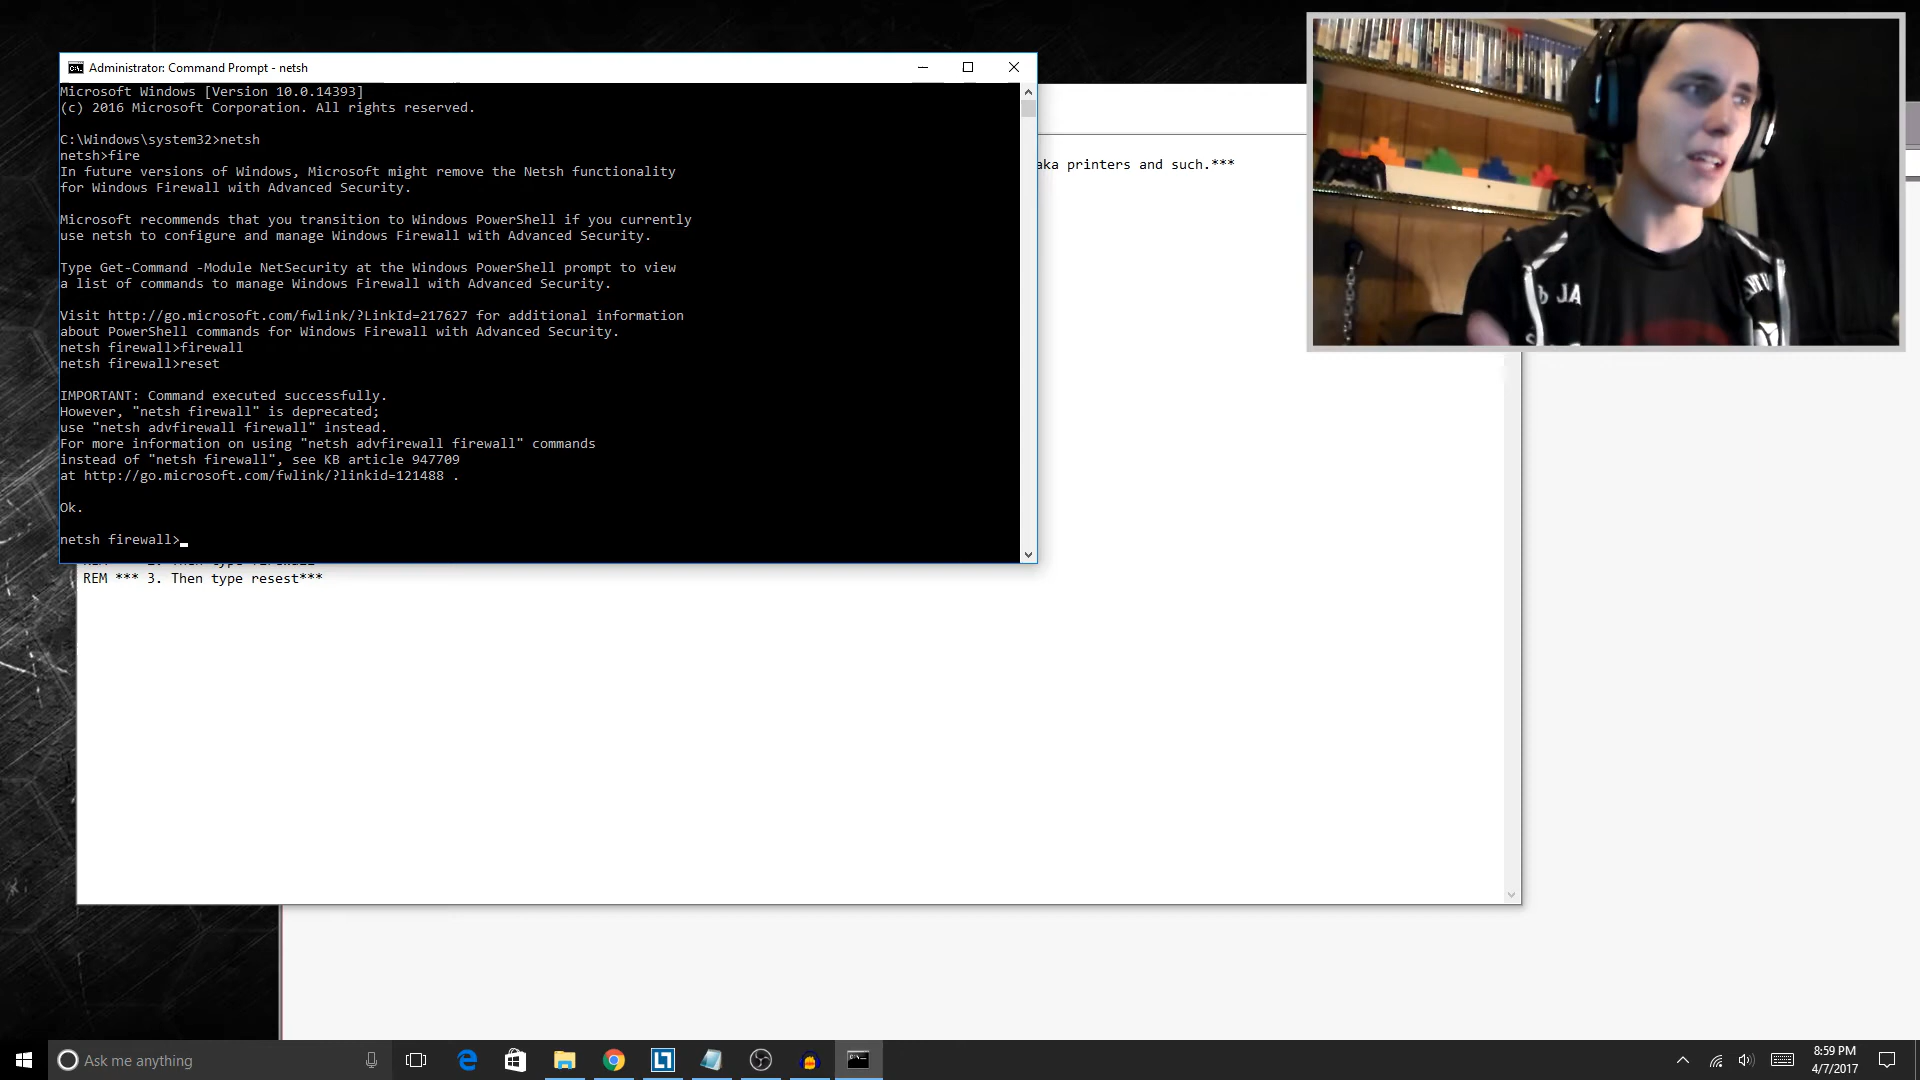 Administrator: Command Prompt - netsh
Microsoft Windows [Version 10.0.14393]
(c) 2016 Microsoft Corporation. All rights reserved.
C:\Windows\system32>netsh
netsh>fire
In future versions of Windows, Microsoft might remove the Netsh functionality
for Windows Firewall with Advanced Security.
Microsoft recommends that you transition to Windows PowerShell if you currently
use netsh to configure and manage Windows Firewall with Advanced Security.
Type Get-Command -Module NetSecurity at the Windows PowerShell prompt to view
a list of commands to manage Windows Firewall with Advanced Security.
Visit http://go.microsoft.com/fwlink/?LinkId=217627 for additional information
about PowerShell commands for Windows Firewall with Advanced Security.
netsh firewall>firewall
netsh firewall>reset
IMPORTANT: Command executed successfully.
However, "netsh firewall" is deprecated;
use "netsh advfirewall firewall" instead.
For more information on using "netsh advfirewall firewall" commands
instead of "netsh firewall", see KB article 947709
at http://go.microsoft.com/fwlink/?linkid=121488 .
Ok.
netsh firewall>
aka printers and such.***
REM *** 3. Then type resest***
Ask me anything
8:59 PM
4/7/2017